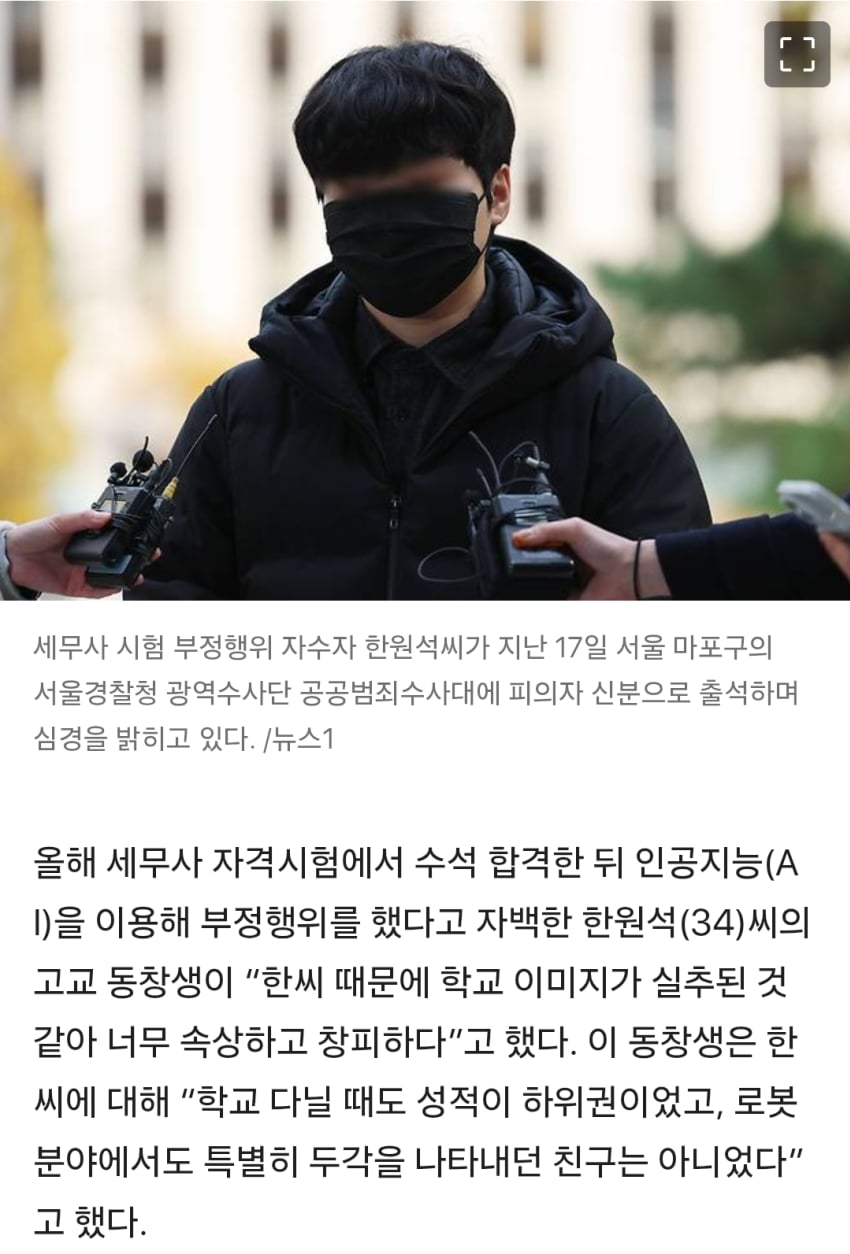 세무사 시험 부정행위 자수자 한원석씨가 지난 17일 서울 마포구의
서울경찰청 광역수사단 공공범죄수사대에 피의자 신분으로 출석하며
심경을 밝히고 있다. /뉴스1
올해 세무사 자격시험에서 수석 합격한 뒤 인공지능(A
I)을 이용해 부정행위를 했다고 자백한 한원석(34)씨의
고교 동창생이 “한씨 때문에 학교 이미지가 실추된 것
같아 너무 속상하고 창피하다”고 했다. 이 동창생은 한
씨에 대해 “학교 다닐 때도 성적이 하위권이었고, 로봇
분야에서도 특별히 두각을 나타내던 친구는 아니었다”
고 했다.